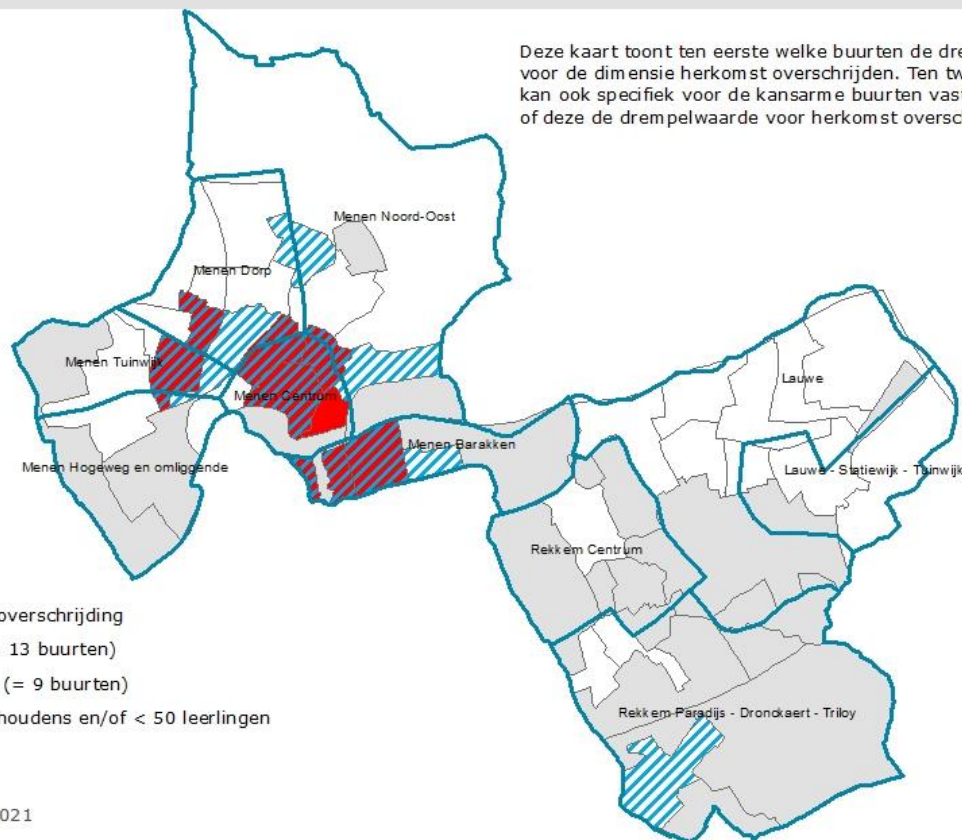 Deze kaart toont ten eerste welke buurten de dre
voor de dimensie herkomst overschrijden. Ten tw
kan ook specifiek voor de kansarme buurten vast
of deze de drempelwaarde voor herkomst oversc
Menen Noord-Oost
Menen Dorp
Menen Tuinwijk
Lauwe
Menen Centrum
Menen Barakken
Menen Hogeweg en omliggende
Lauwe - Statiewijk - Tuinwijk
Rekkem Centrum
overschrijding
13 buurten)
(= 9 buurten)
houdens en/of < 50 leerlingen
Rekkem Paradijs - Dronckaert - Triloy
021